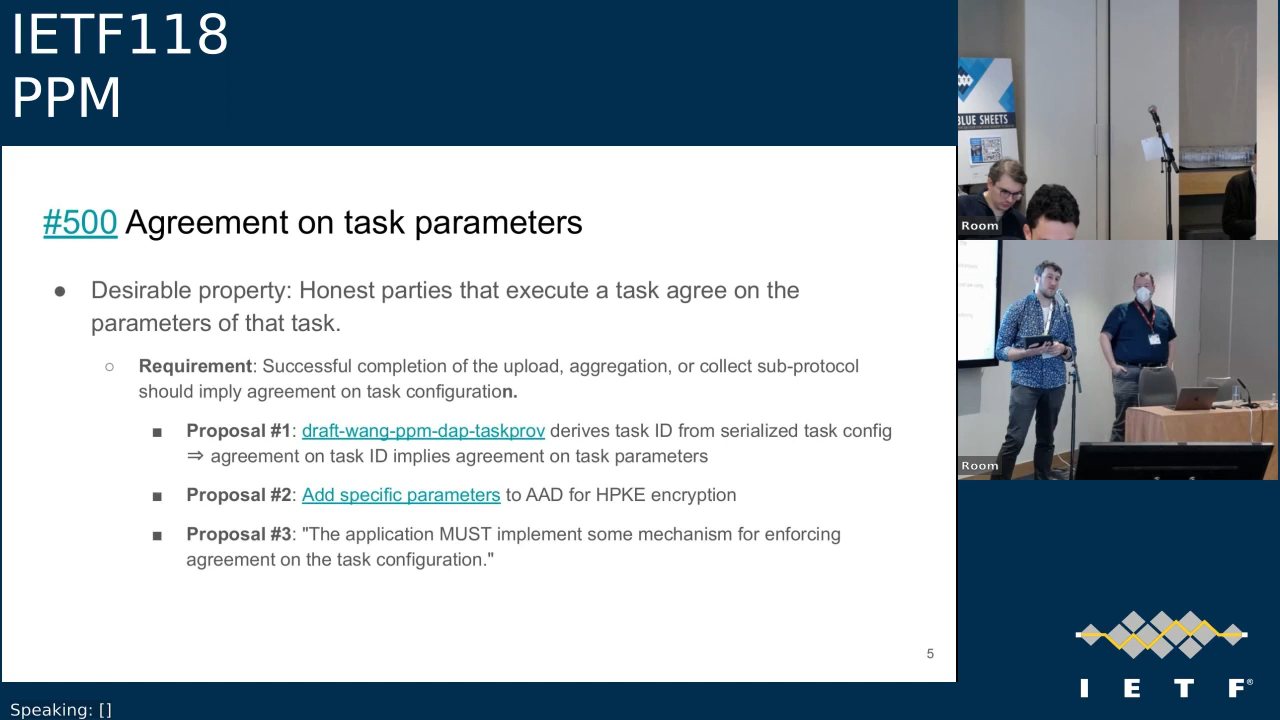 IETF118
PPM
BLUE SHEETS
Room
#500 Agreement on task parameters
● Desirable property: Honest parties that execute a task agree on the
parameters of that task.
○ Requirement: Successful completion of the upload, aggregation, or collect sub-protocol
should imply agreement on task configuration.
■ Proposal #1: draft-wang-ppm-dap-taskprov derives task ID from serialized task config
⇒ agreement on task ID implies agreement on task parameters
■ Proposal #2: Add specific parameters to AAD for HPKE encryption
■ Proposal #3: "The application MUST implement some mechanism for enforcing
agreement on the task configuration."
5
Room
I E T F®
Speaking: []